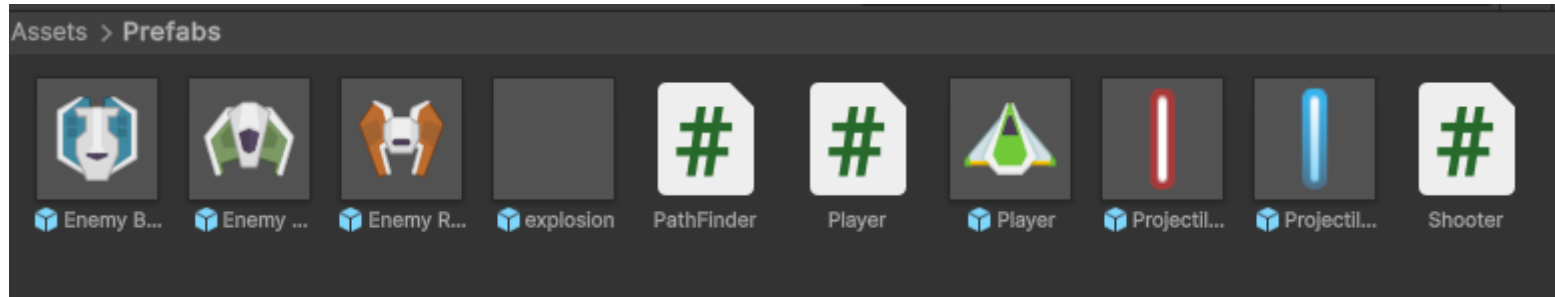 Assets > Prefabs
Enemy B...
Enemy ...
Enemy R...
explosion
PathFinder
Player
Player
Projectil...
Projectil...
Shooter